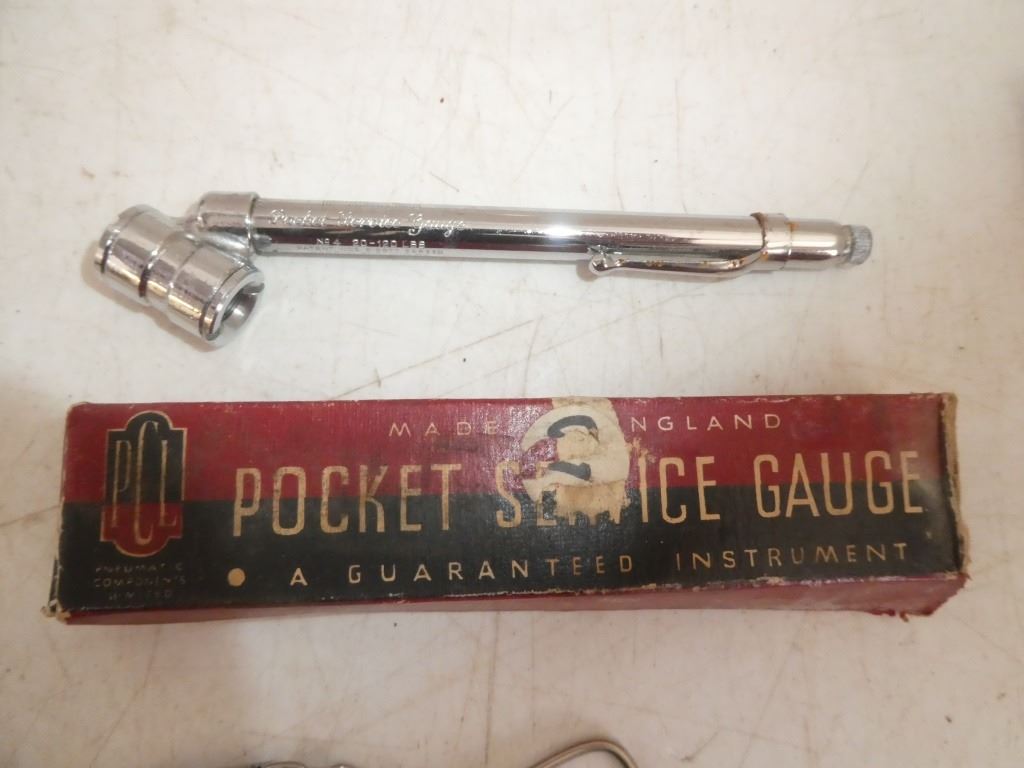 Pocket Service Gauge
No 4 20-120 LBS
PCL
PNEUMATIC
COMPONENTS
LIMITED
MADE NGLAND
POCKET SE ICE GAUGE
• A GUARANTEED INSTRUMENT